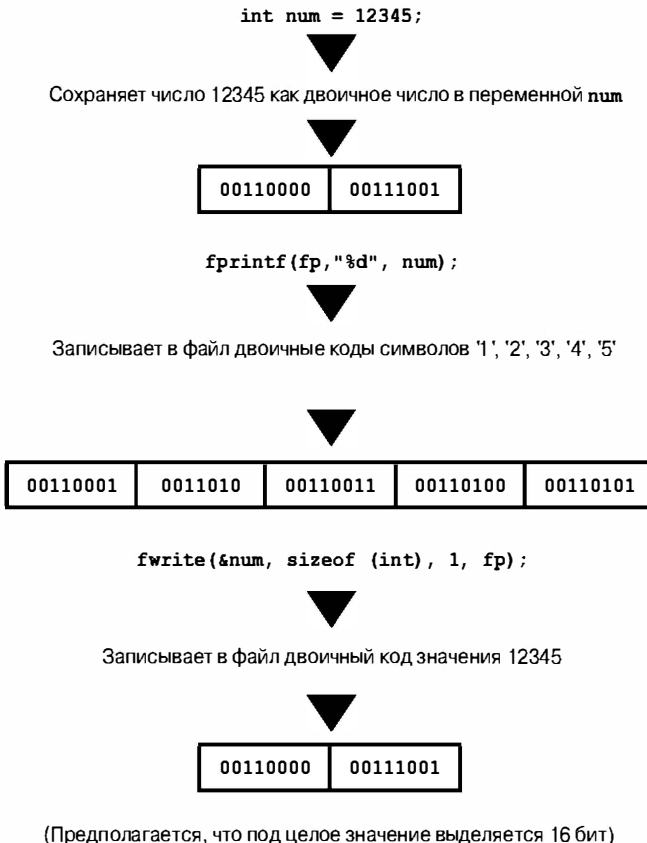 int num = 12345;
Сохраняет число 12345 как двоичное число в переменной num
00110000 00111001
fprintf(fp,"%d", num);
Записывает в файл двоичные коды символов '1', '2', '3', '4', '5'
00110001 0011010 00110011 00110100 00110101
fwrite(&num, sizeof (int), 1, fp);
Записывает в файл двоичный код значения 12345
00110000 00111001
(Предполагается, что под целое значение выделяется 16 бит)